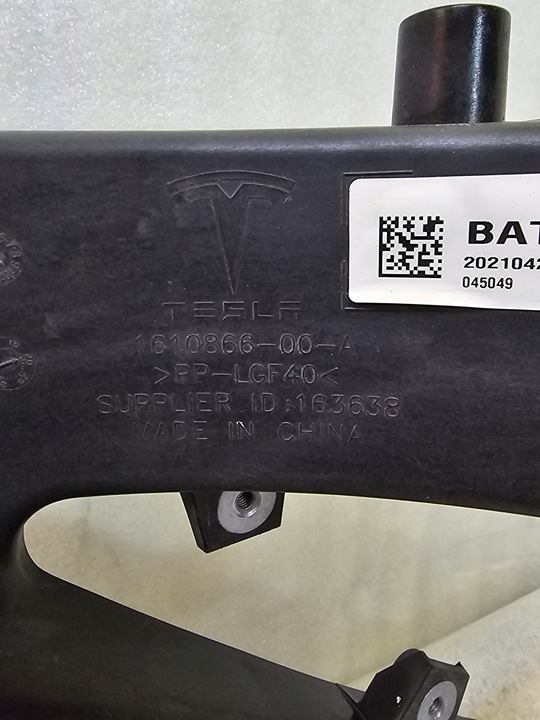 BAT
2021042
045049
TESLA
1610866-00-A
>PP-LGF40<
SUPPLIER ID:163638
MADE IN CHINA